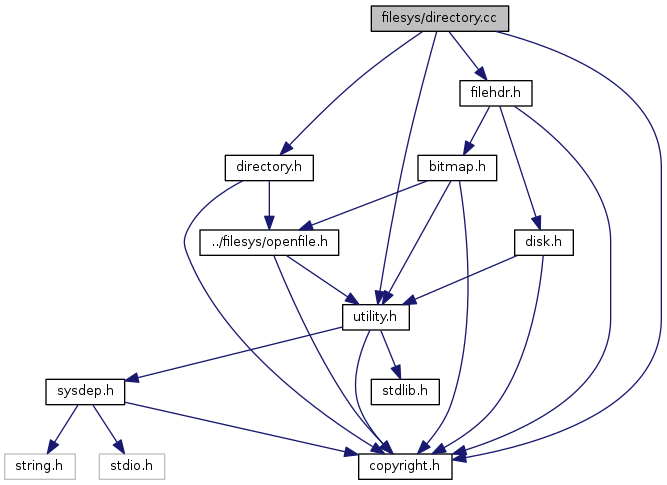 filesys/directory.cc
filehdr.h
directory.h
bitmap.h
../filesys/openfile.h
disk.h
utility.h
sysdep.h
stdlib.h
string.h
stdio.h
copyright.h